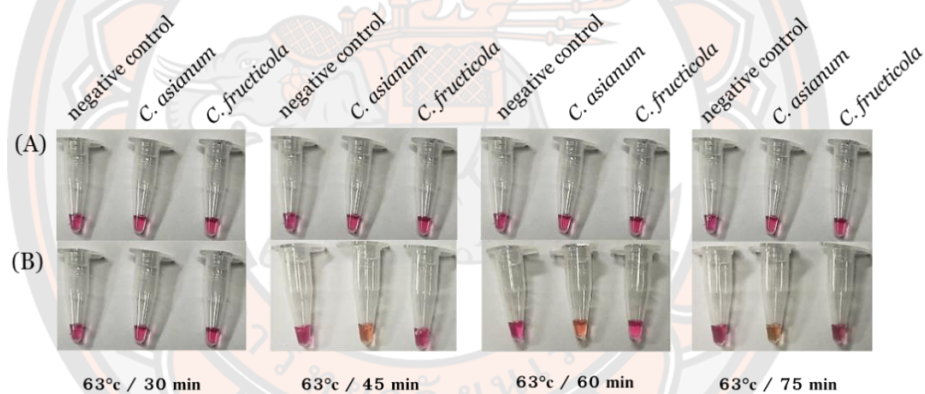 negative control C. asianum C. fructicola negative control C. asianum C. fructicola negative control C. asianum C. fructicola negative control C. asianum C. fructicola
(A)
(B)
63°c / 30 min 63°c / 45 min 63°c / 60 min 63°c / 75 min